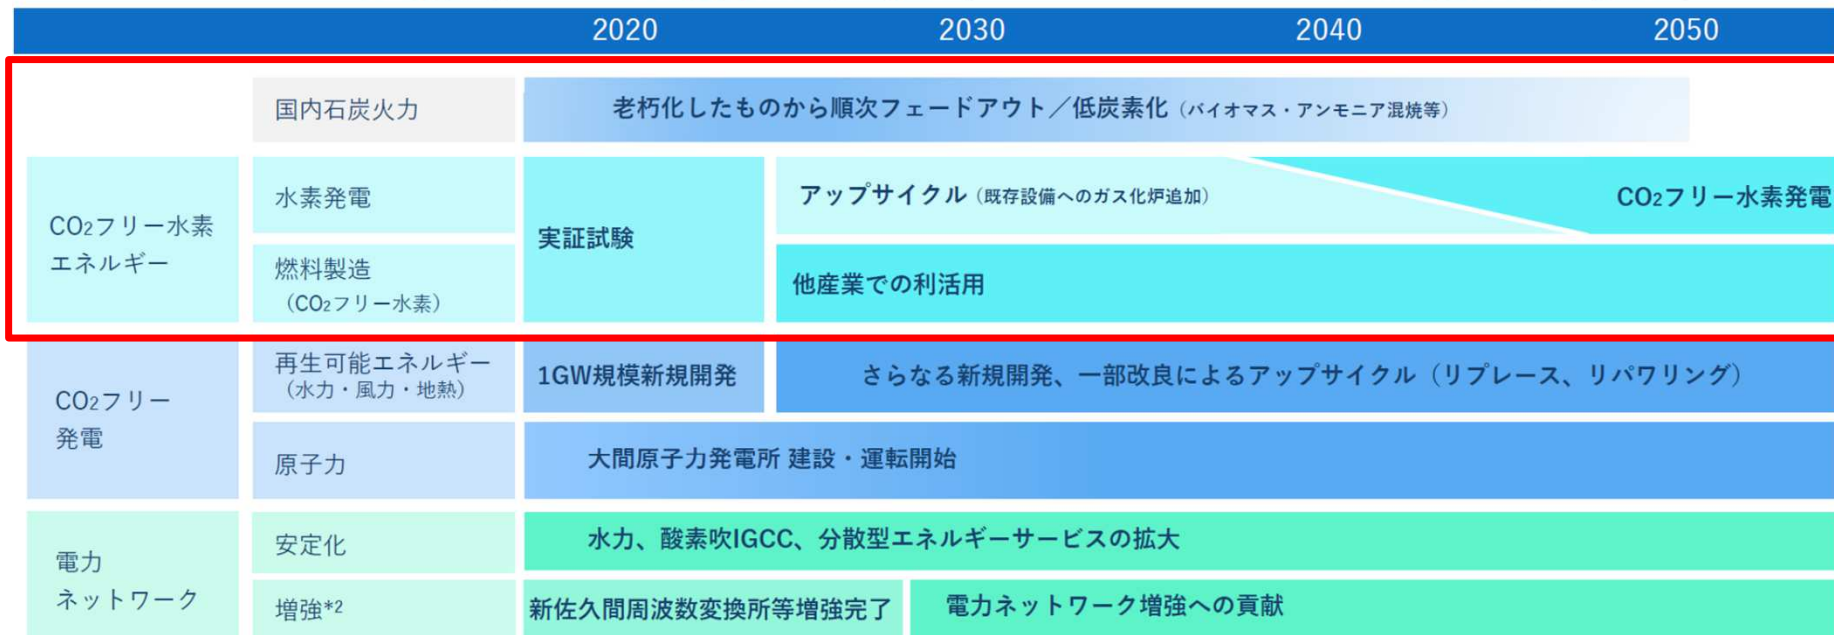 2020 2030 2040 2050
国内石炭火力
老朽化したものから順次フェードアウト／低炭素化（バイオマス・アンモニア混焼等）
CO2フリー水素
エネルギー
水素発電
実証試験
アップサイクル（既存設備へのガス化炉追加）
CO2フリー水素発電
燃料製造
（CO2フリー水素）
他産業での利活用
CO2フリー
発電
再生可能エネルギー
（水力・風力・地熱）
1GW規模新規開発
さらなる新規開発、一部改良によるアップサイクル（リプレース、リパワリング）
原子力
大間原子力発電所 建設・運転開始
電力
ネットワーク
安定化
水力、酸素吹IGCC、分散型エネルギーサービスの拡大
増強*2
新佐久間周波数変換所等増強完了
電力ネットワーク増強への貢献